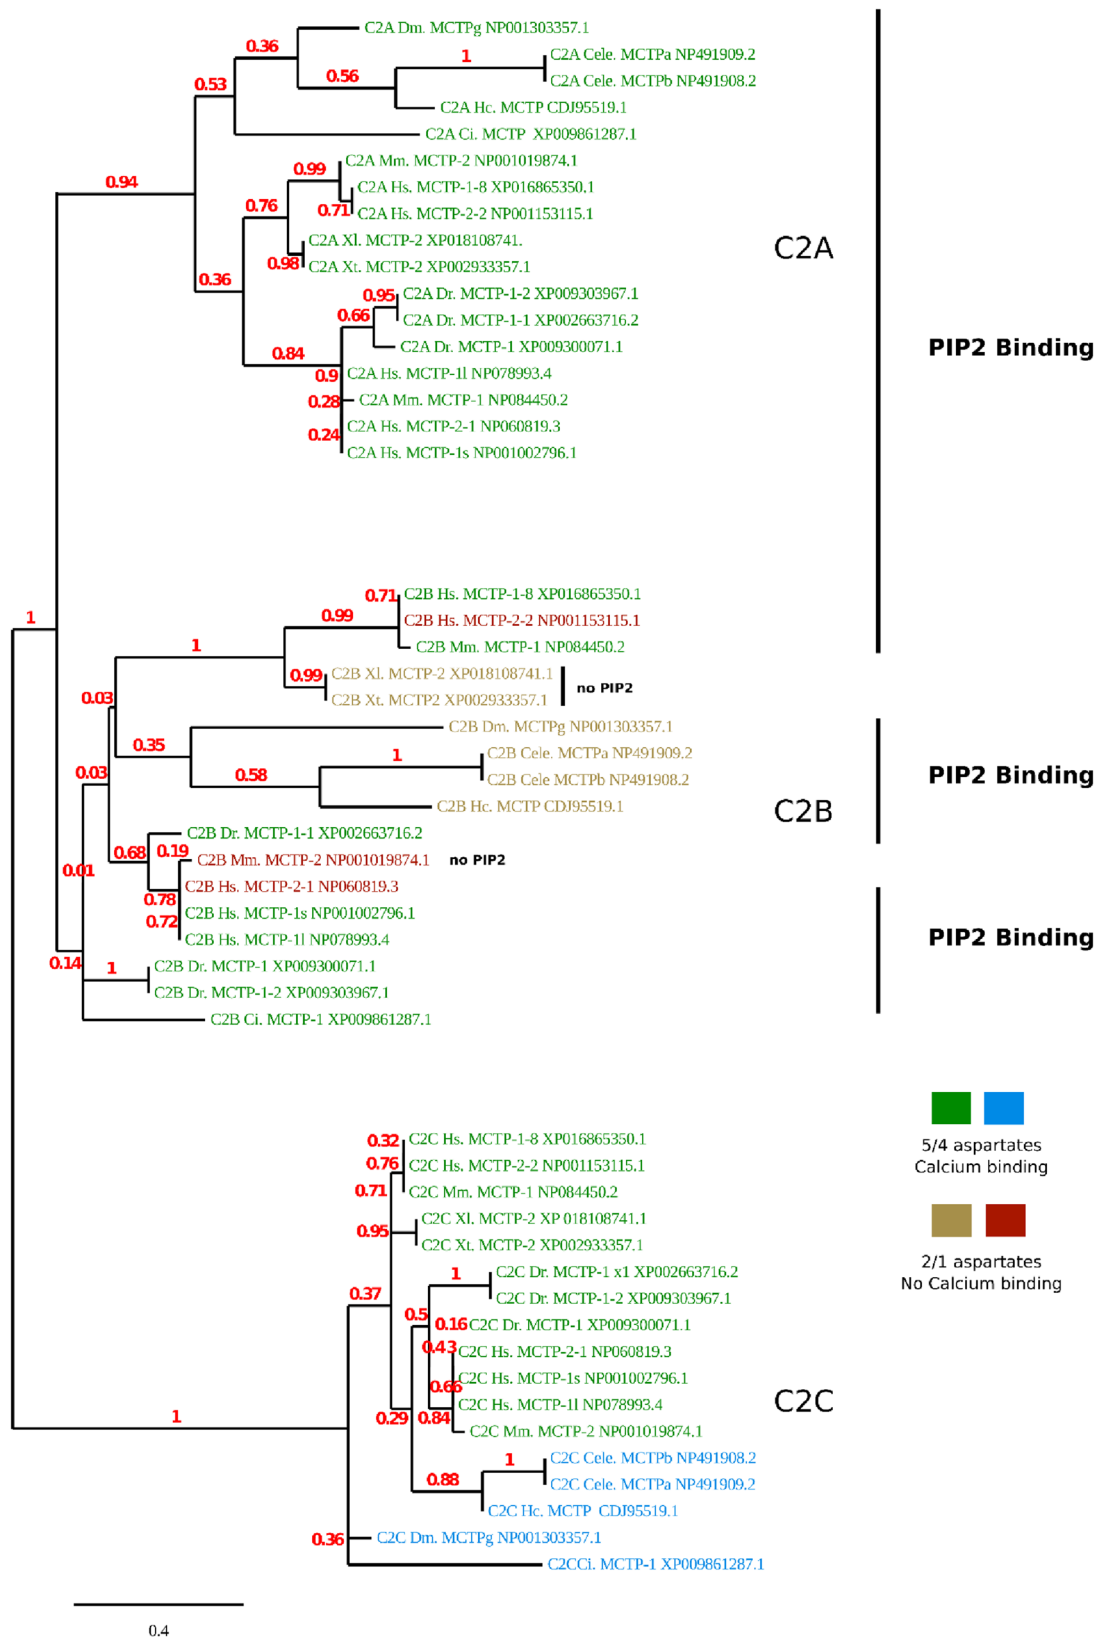 C2A Dm. MCTPg NP001303357.1
0.36
C2A Cele. MCTPa NP491909.2
1
0.56
C2A Cele. MCTPb NP491908.2
0.53
C2A Hc. MCTP CDJ95519.1
C2A Ci. MCTP XP009861287.1
C2A Mm. MCTP-2 NP001019874.1
0.99
0.94
C2A Hs. MCTP-1-8 XP016865350.1
0.76
0.71
C2A Hs. MCTP-2-2 NP001153115.1
C2A Xl. MCTP-2 XP018108741.
C2A
0.98
C2A Xt. MCTP-2 XP002933357.1
0.36
0.95
C2A Dr. MCTP-1-2 XP009303967.1
0.66
C2A Dr. MCTP-1-1 XP002663716.2
C2A Dr. MCTP-1 XP009300071.1
PIP2 Binding
0.84
0.9
C2A Hs. MCTP-1l NP078993.4
0.28
C2A Mm. MCTP-1 NP084450.2
C2A Hs. MCTP-2-1 NP060819.3
0.24
C2A Hs. MCTP-1s NP001002796.1
0.71
C2B Hs. MCTP-1-8 XP016865350.1
1
0.99
C2B Hs. MCTP-2-2 NP001153115.1
1
C2B Mm. MCTP-1 NP084450.2
0.99
C2B Xl. MCTP-2 XP018108741.1
no PIP2
C2B Xt. MCTP2 XP002933357.1
0.03
C2B Dm. MCTPg NP001303357.1
0.35
1
C2B Cele. MCTPa NP491909.2
0.03
0.58
C2B Cele MCTPb NP491908.2
PIP2 Binding
C2B Hc. MCTP CDJ95519.1
C2B
C2B Dr. MCTP-1-1 XP002663716.2
0.68
0.19
C2B Mm. MCTP-2 NP001019874.1
no PIP2
0.01
C2B Hs. MCTP-2-1 NP060819.3
0.78
C2B Hs. MCTP-1s NP001002796.1
0.72
C2B Hs. MCTP-1l NP078993.4
PIP2 Binding
0.14
1
C2B Dr. MCTP-1 XP009300071.1
C2B Dr. MCTP-1-2 XP009303967.1
C2B Ci. MCTP-1 XP009861287.1
5/4 aspartates
Calcium binding
0.32
C2C Hs. MCTP-1-8 XP016865350.1
0.76
C2C Hs. MCTP-2-2 NP001153115.1
0.71
C2C Mm. MCTP-1 NP084450.2
C2C Xl. MCTP-2 XP 018108741.1
0.95
C2C Xt. MCTP-2 XP002933357.1
2/1 aspartates
No Calcium binding
1
C2C Dr. MCTP-1 x1 XP002663716.2
0.37
C2C Dr. MCTP-1-2 XP009303967.1
0.5
0.16
C2C Dr. MCTP-1 XP009300071.1
0.43
C2C Hs. MCTP-2-1 NP060819.3
0.66
C2C Hs. MCTP-1s NP001002796.1
C2C
C2C Hs. MCTP-1l NP078993.4
1
0.29
0.84
C2C Mm. MCTP-2 NP001019874.1
1
C2C Cele. MCTPb NP491908.2
0.88
C2C Cele. MCTPa NP491909.2
C2C Hc. MCTP CDJ95519.1
0.36
C2C Dm. MCTPg NP001303357.1
C2CCi. MCTP-1 XP009861287.1
0.4